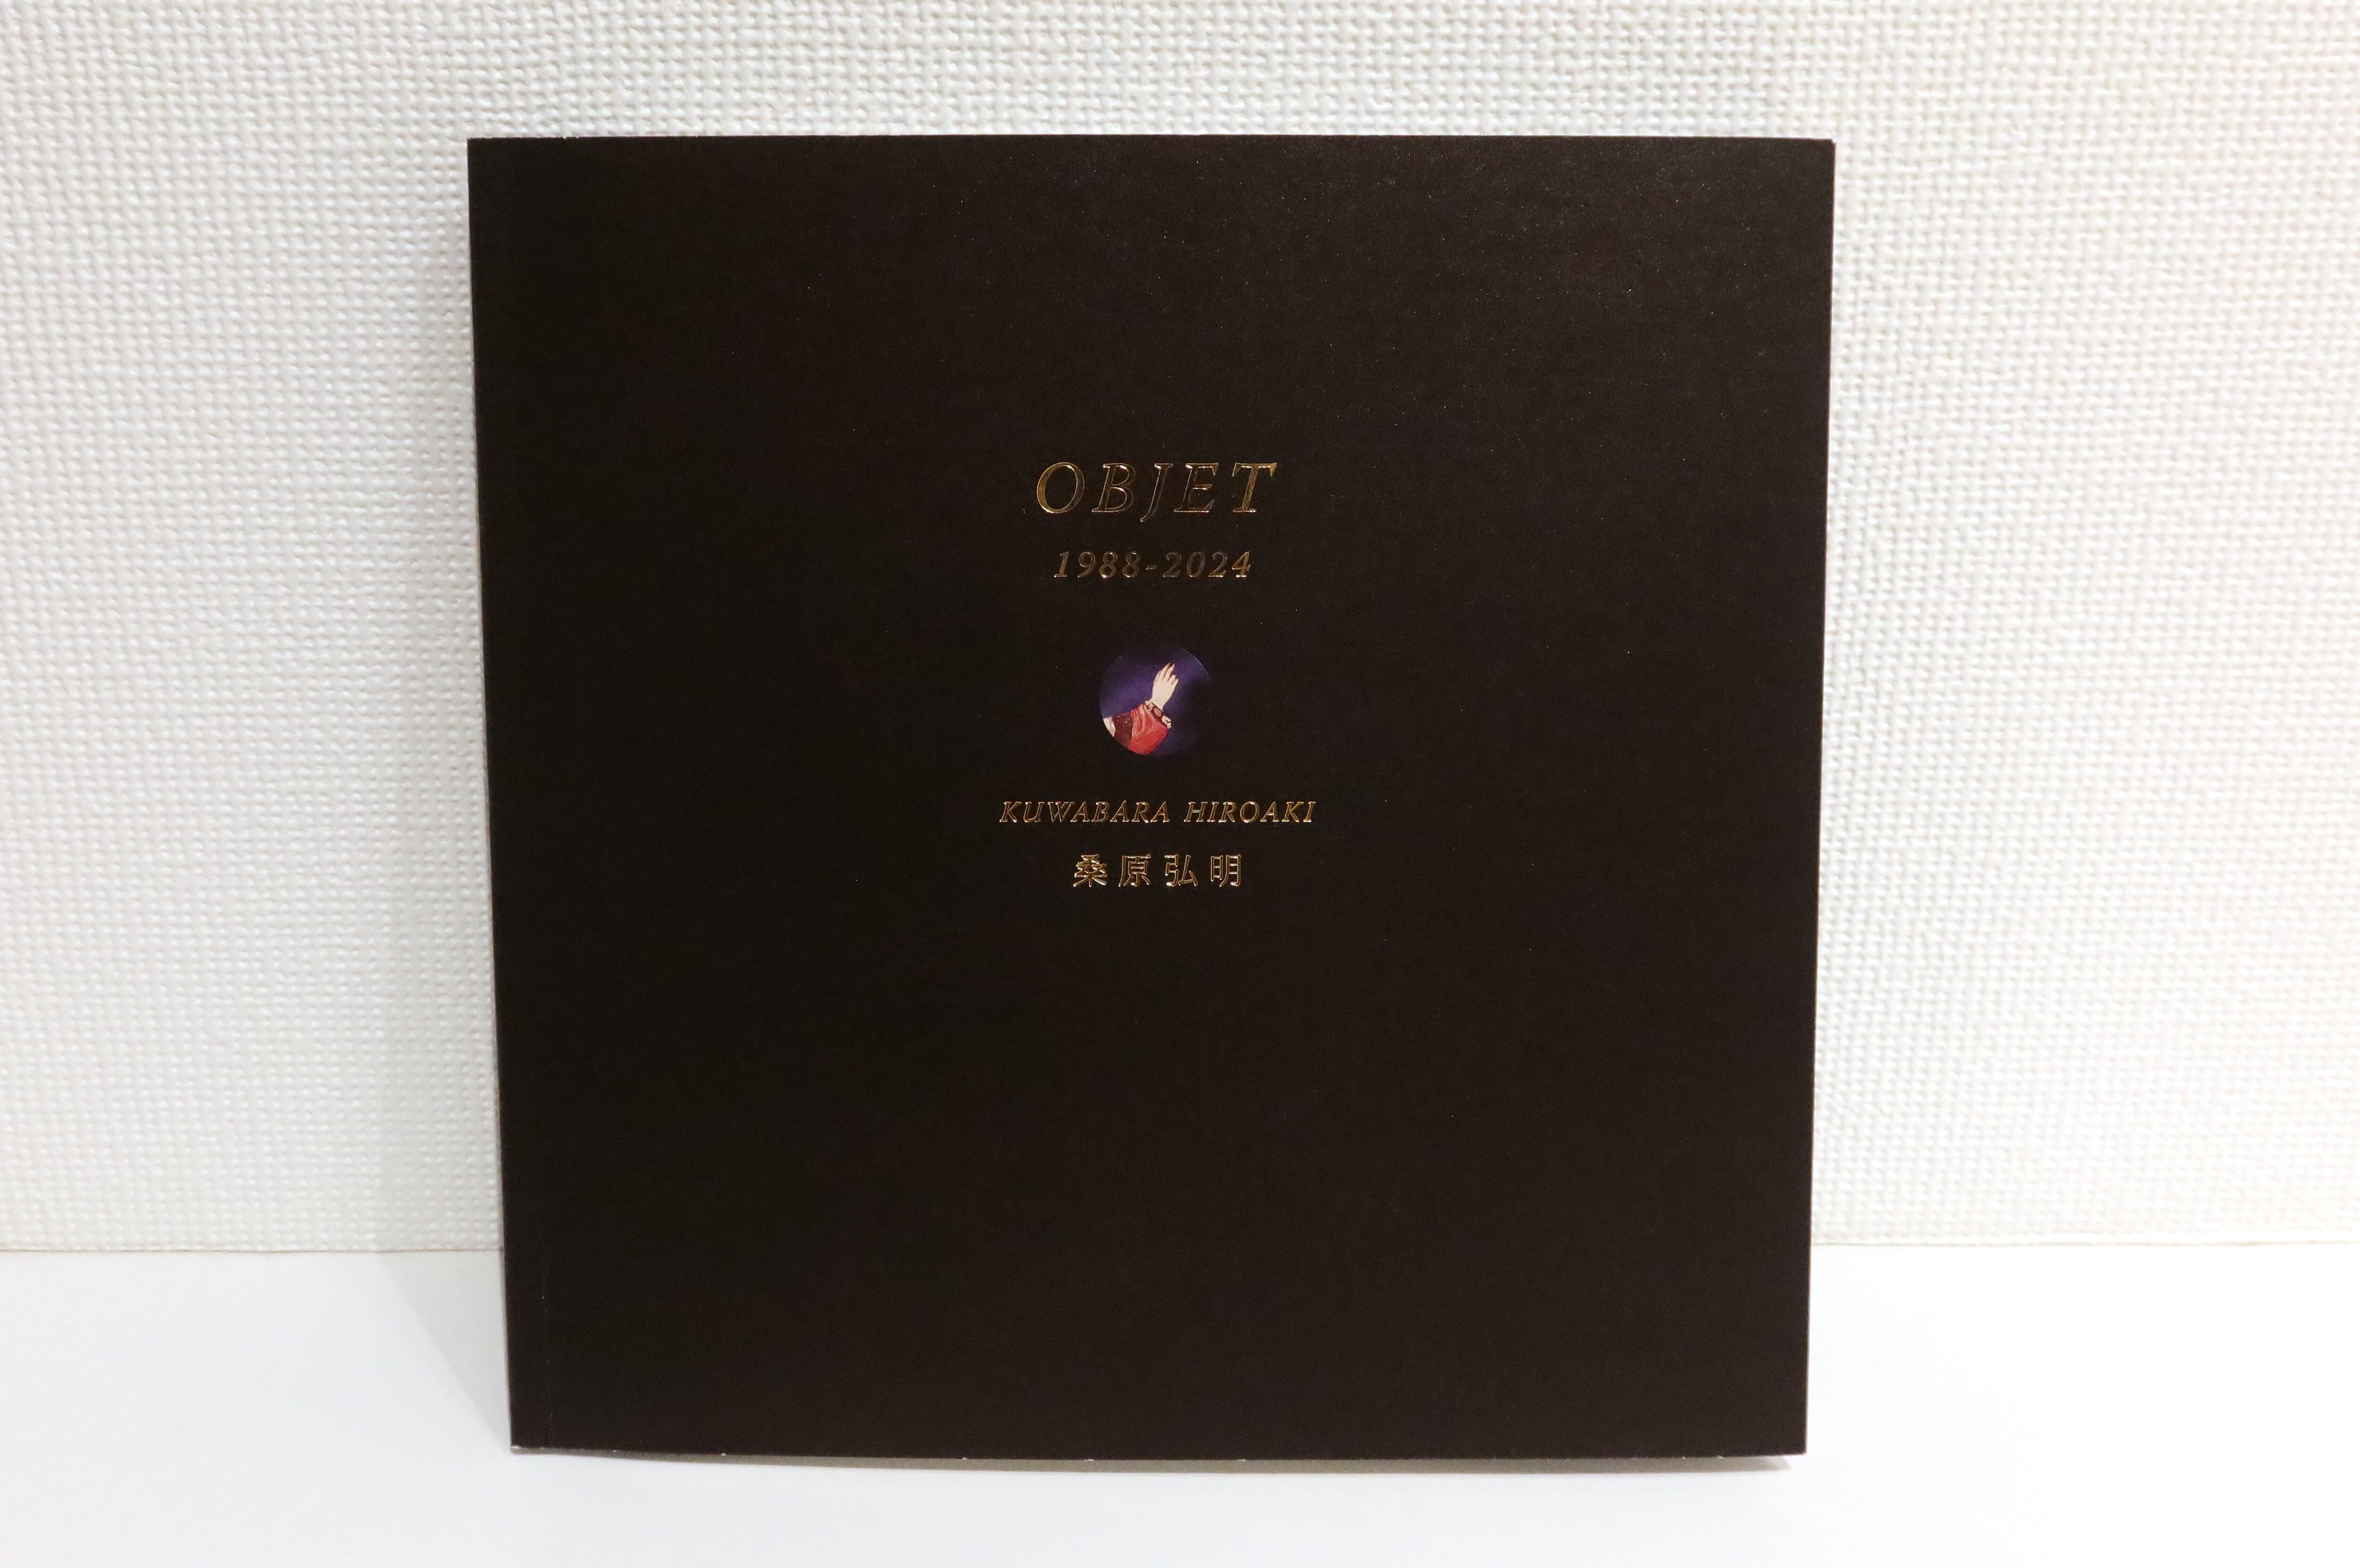 OBJET
1988-2024
KUWABARA HIROAKI
桑原弘明